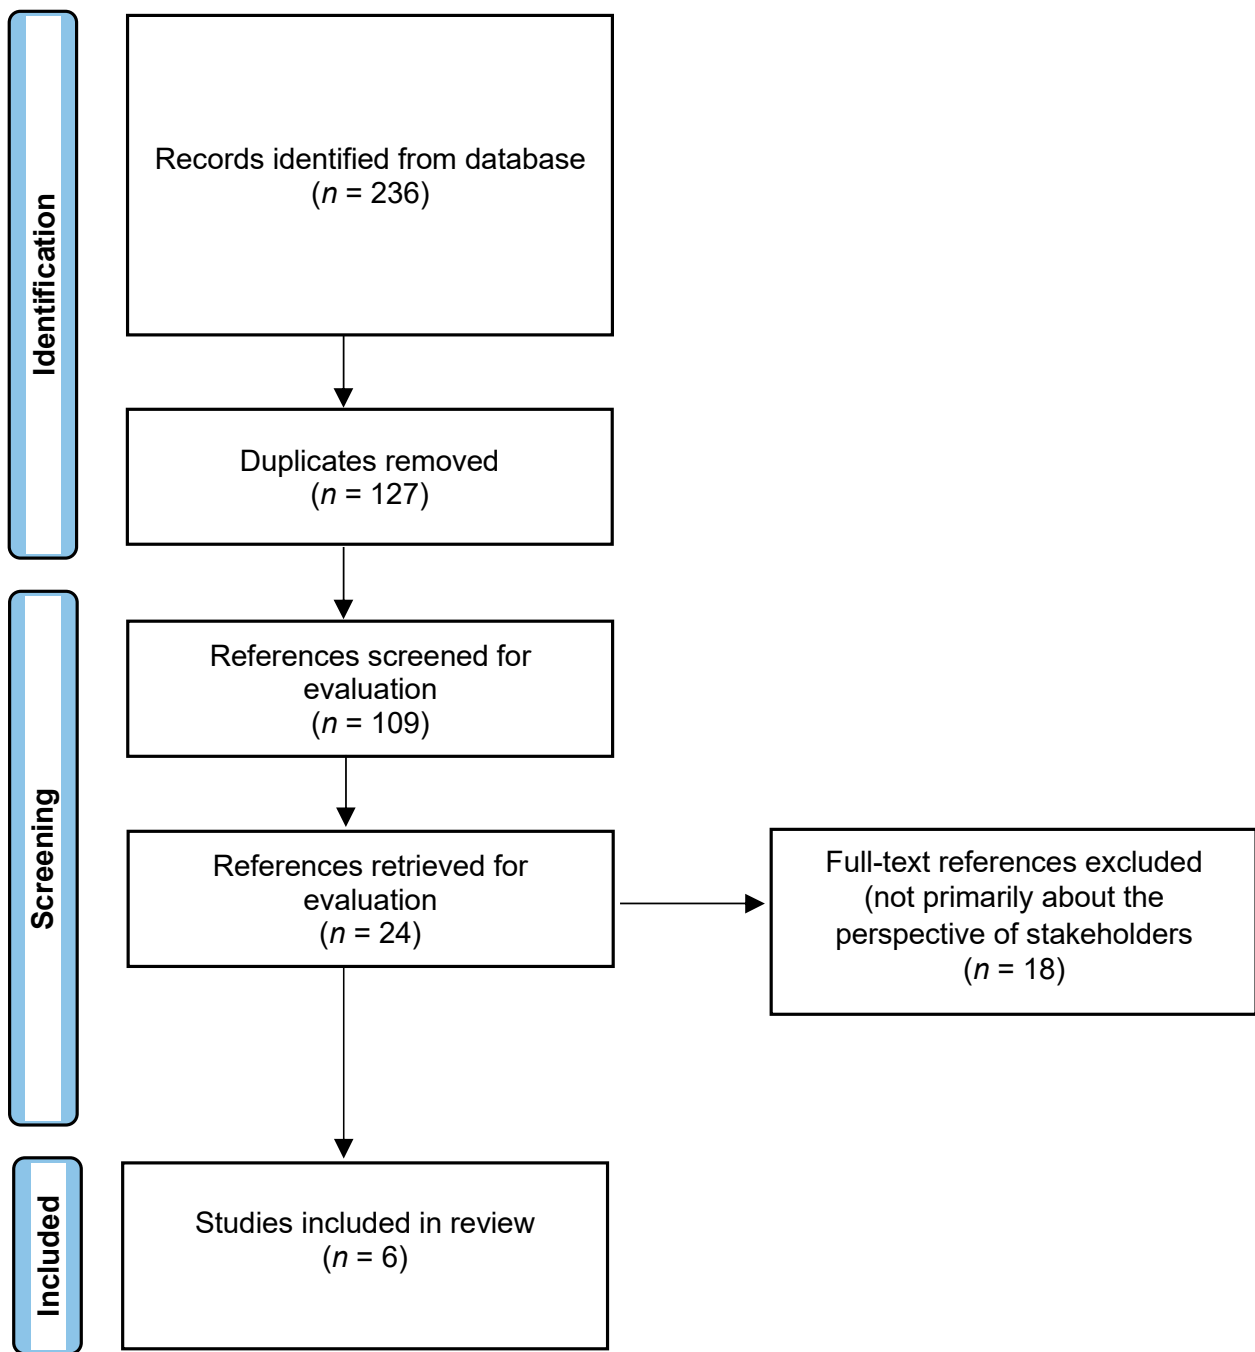 Identification
Records identified from database
(n = 236)
Duplicates removed
(n = 127)
Screening
References screened for
evaluation
(n = 109)
References retrieved for
evaluation
(n = 24)
Full-text references excluded
(not primarily about the
perspective of stakeholders
(n = 18)
Included
Studies included in review
(n = 6)